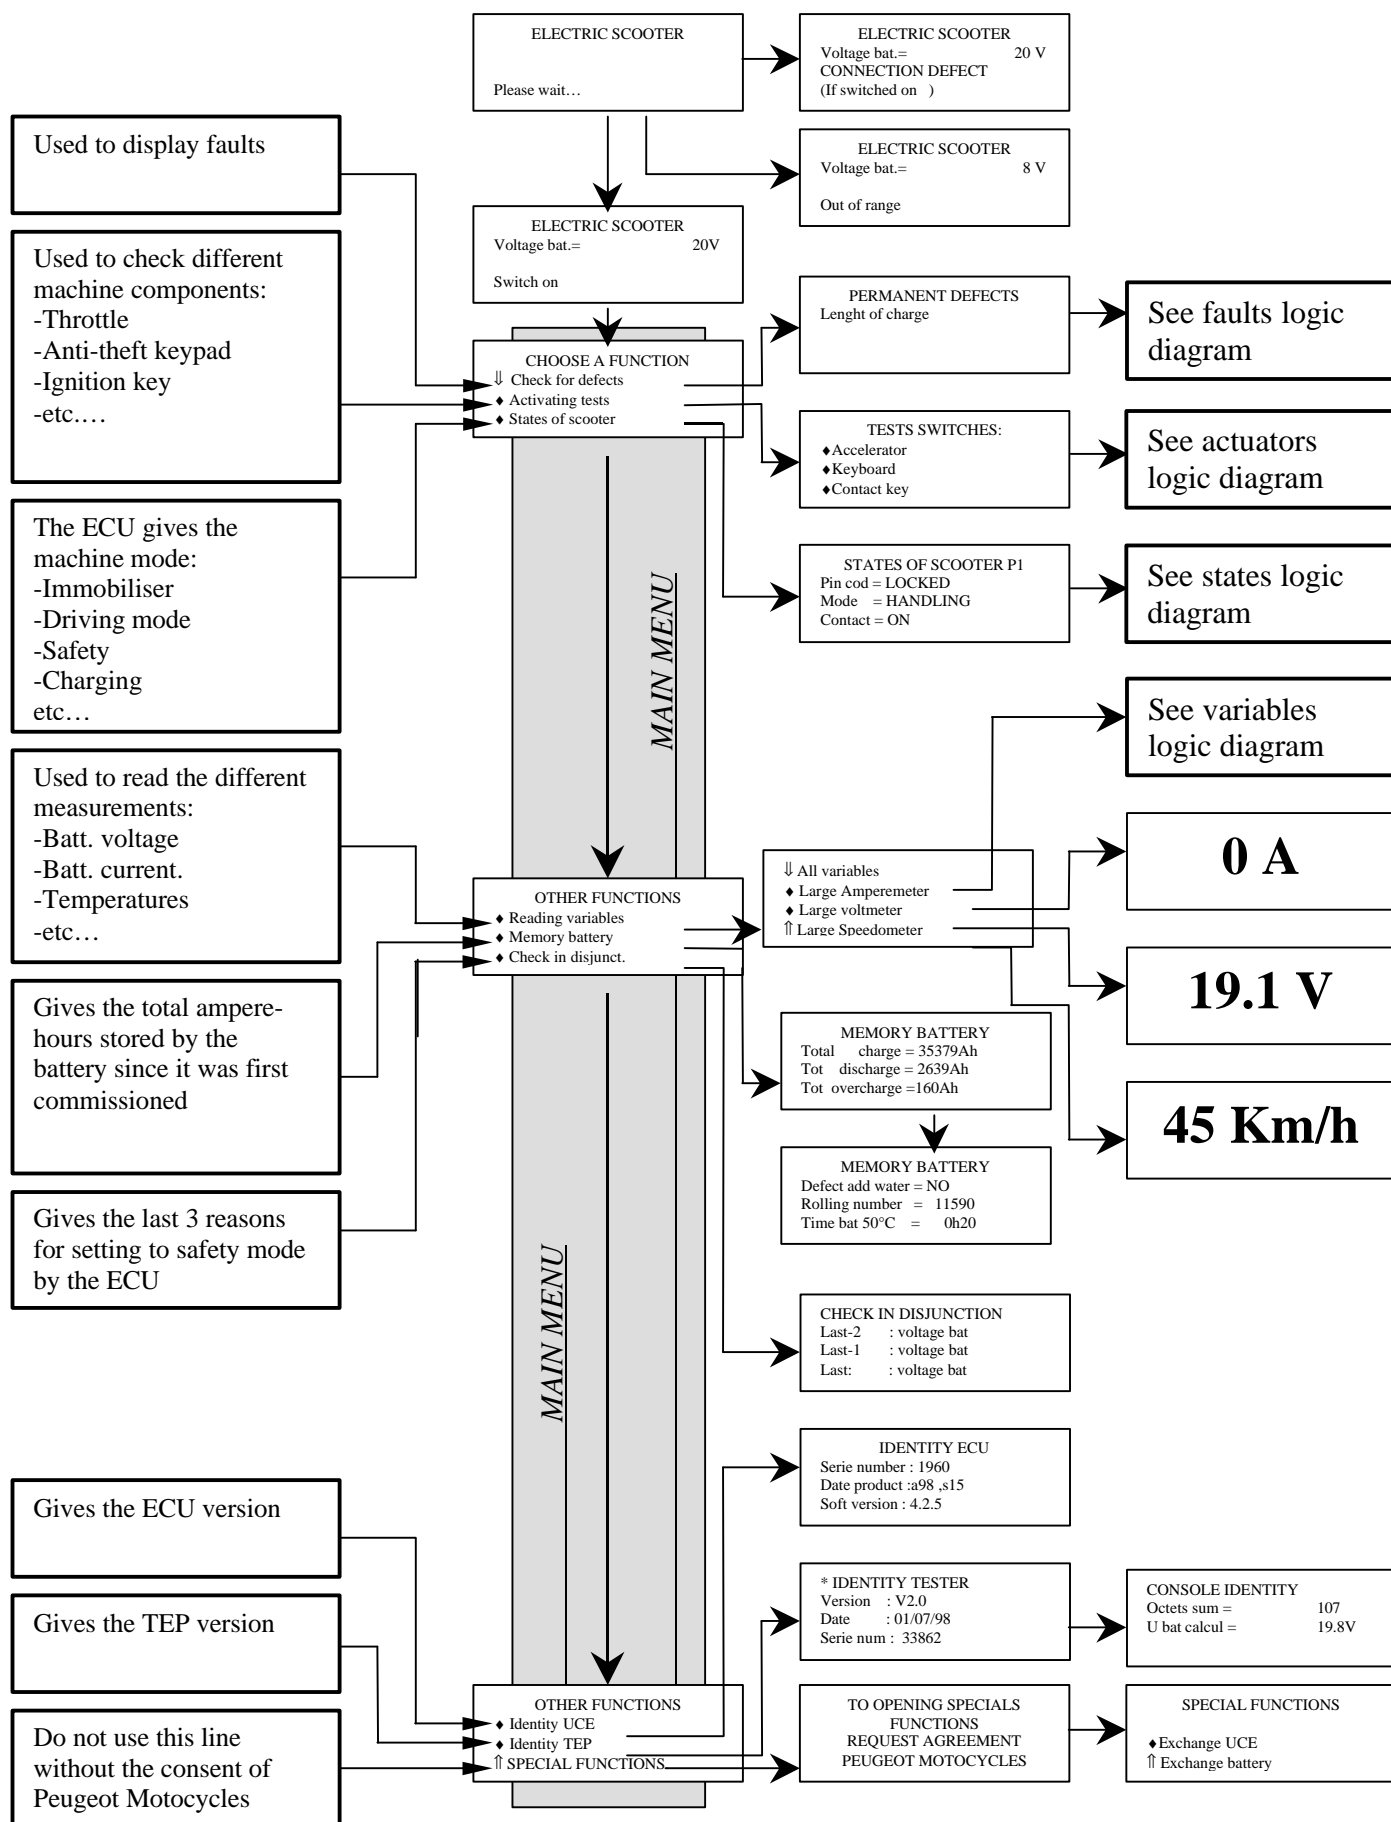 ELECTRIC SCOOTER
Please wait…
ELECTRIC SCOOTER
Voltage bat.= 20 V
CONNECTION DEFECT
(If switched on )
Used to display faults
ELECTRIC SCOOTER
Voltage bat.= 8 V
Out of range
ELECTRIC SCOOTER
Voltage bat.= 20V
Switch on
Used to check different
machine components:
-Throttle
-Anti-theft keypad
-Ignition key
-etc.…
PERMANENT DEFECTS
Lenght of charge
See faults logic
diagram
CHOOSE A FUNCTION
⇓ Check for defects
♦ Activating tests
♦ States of scooter
TESTS SWITCHES:
♦Accelerator
♦Keyboard
♦Contact key
See actuators
logic diagram
The ECU gives the
machine mode:
-Immobiliser
-Driving mode
-Safety
-Charging
etc…
STATES OF SCOOTER P1
Pin cod = LOCKED
Mode = HANDLING
Contact = ON
See states logic
diagram
MAIN MENU
See variables
logic diagram
Used to read the different
measurements:
-Batt. voltage
-Batt. current.
-Temperatures
-etc…
0 A
⇓ All variables
♦ Large Amperemeter
♦ Large voltmeter
⇑ Large Speedometer
OTHER FUNCTIONS
♦ Reading variables
♦ Memory battery
♦ Check in disjunct.
19.1 V
Gives the total ampere-
hours stored by the
battery since it was first
commissioned
MEMORY BATTERY
Total charge = 35379Ah
Tot discharge = 2639Ah
Tot overcharge =160Ah
45 Km/h
MEMORY BATTERY
Defect add water = NO
Rolling number = 11590
Time bat 50°C = 0h20
Gives the last 3 reasons
for setting to safety mode
by the ECU
MAIN MENU
CHECK IN DISJUNCTION
Last-2 : voltage bat
Last-1 : voltage bat
Last: : voltage bat
IDENTITY ECU
Serie number : 1960
Date product :a98 ,s15
Soft version : 4.2.5
Gives the ECU version
* IDENTITY TESTER
Version : V2.0
Date : 01/07/98
Serie num : 33862
CONSOLE IDENTITY
Octets sum = 107
U bat calcul = 19.8V
Gives the TEP version
OTHER FUNCTIONS
♦ Identity UCE
♦ Identity TEP
⇑ SPECIAL FUNCTIONS
TO OPENING SPECIALS
FUNCTIONS
REQUEST AGREEMENT
PEUGEOT MOTOCYCLES
SPECIAL FUNCTIONS
♦Exchange UCE
⇑ Exchange battery
Do not use this line
without the consent of
Peugeot Motocycles